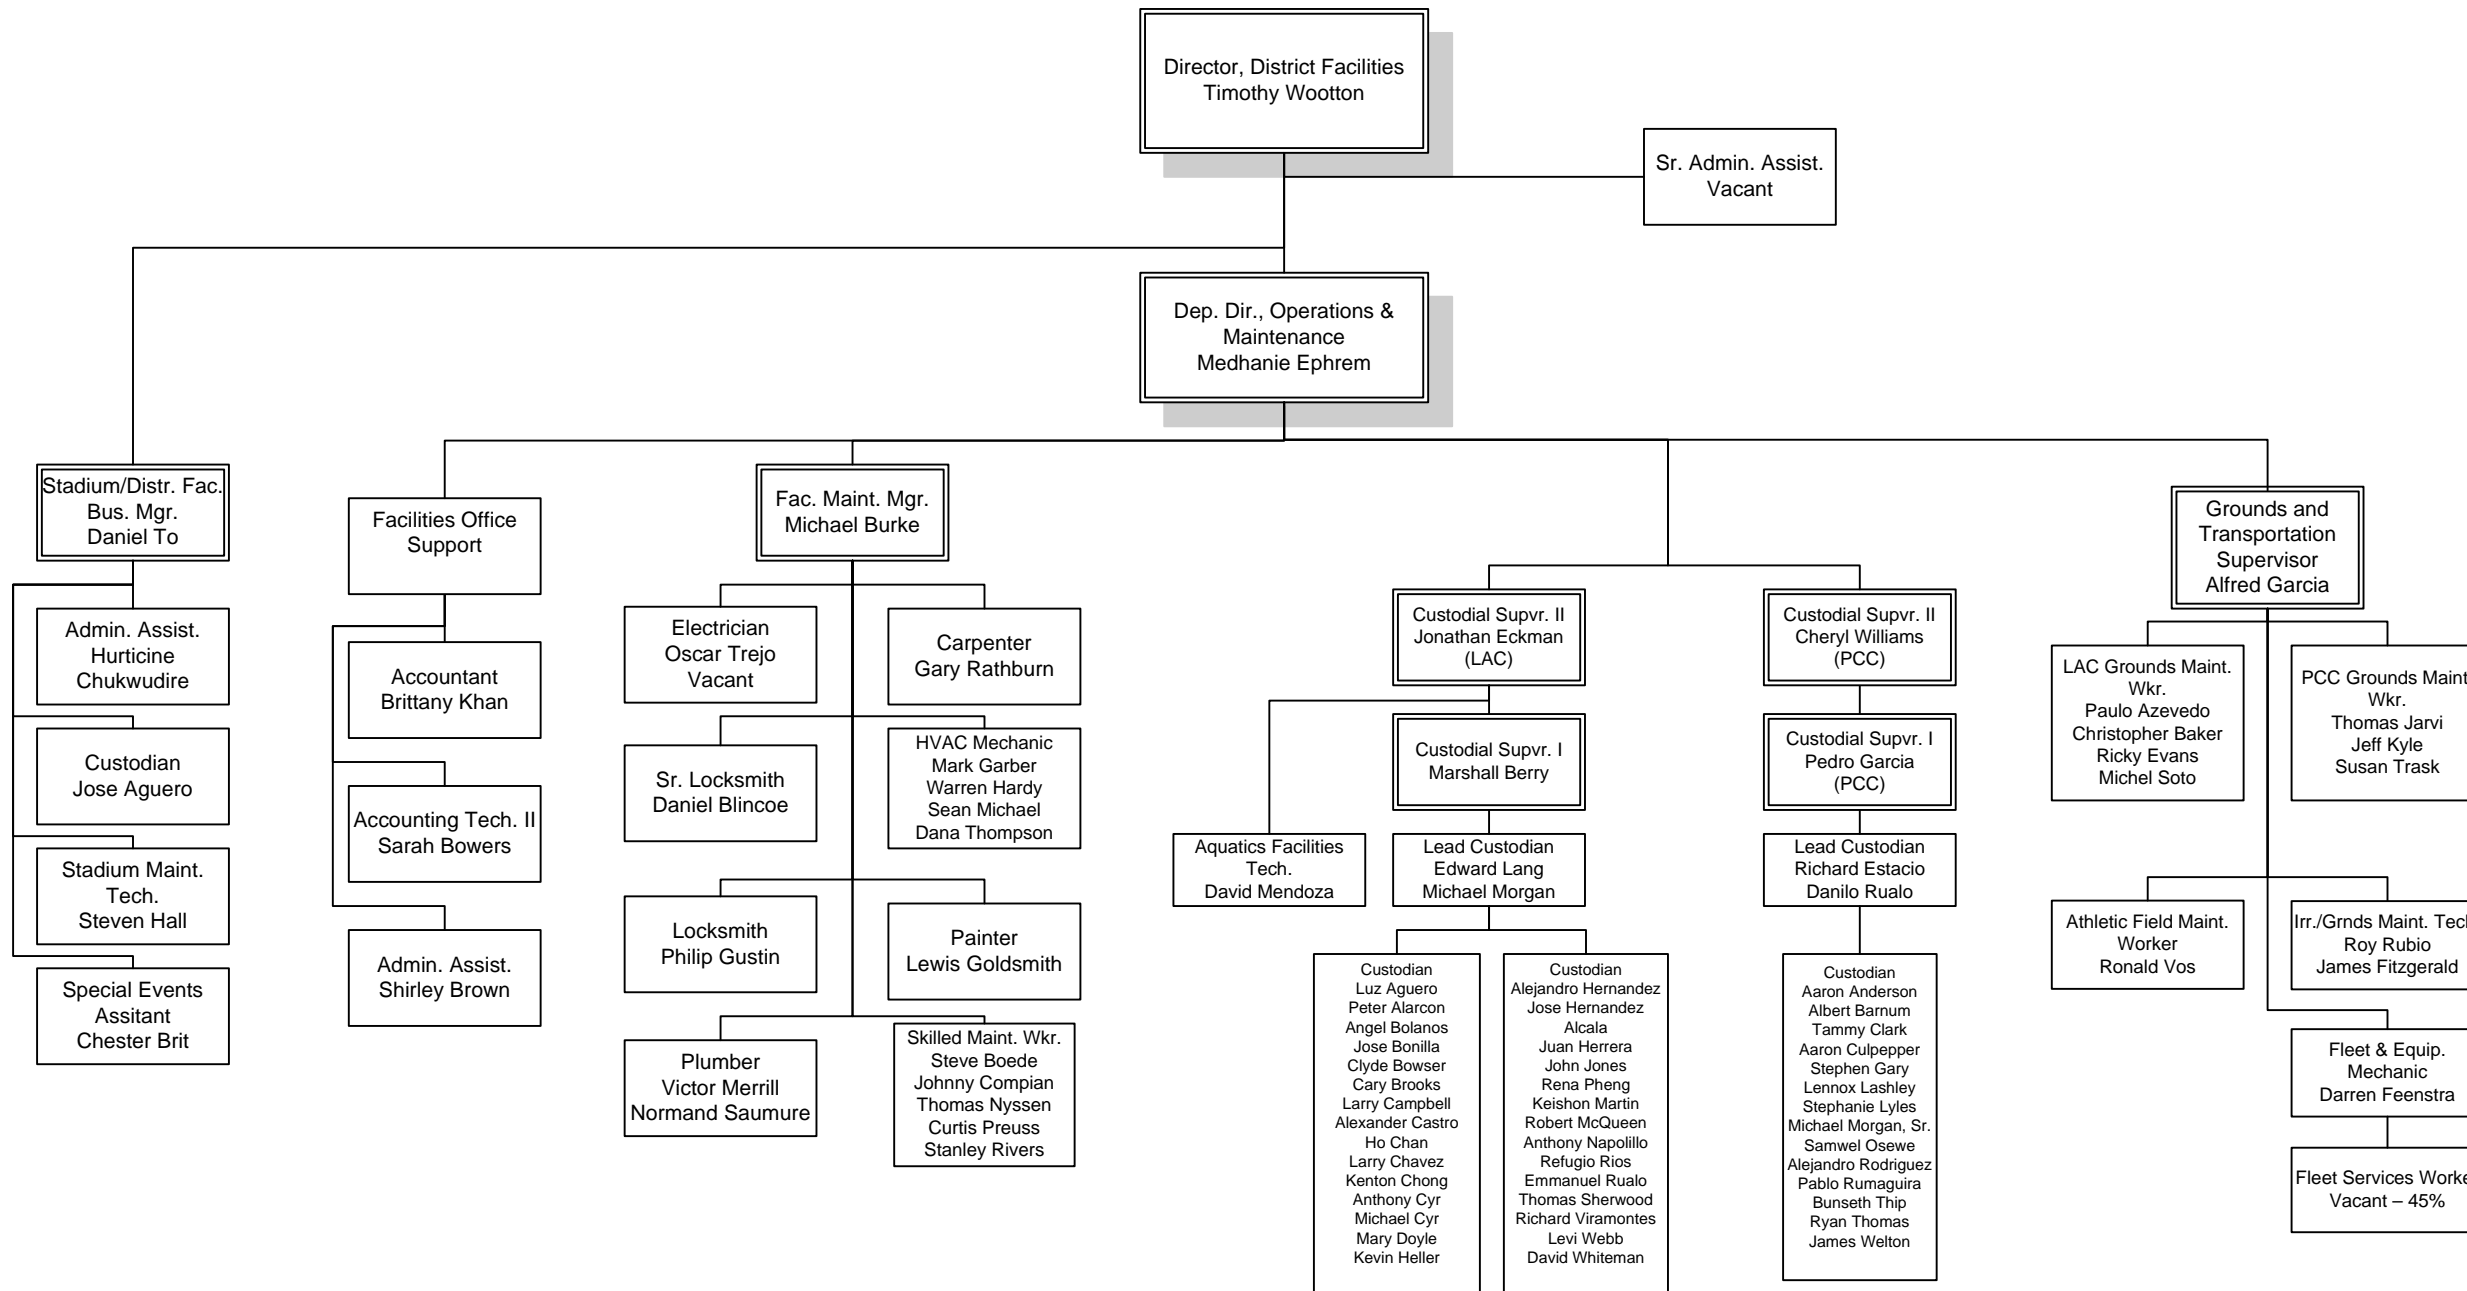 Director, District Facilities
Timothy Wootton
Sr. Admin. Assist.
Vacant
Dep. Dir., Operations &
Maintenance
Medhanie Ephrem
Stadium/Distr. Fac.
Bus. Mgr.
Daniel To
Admin. Assist.
Hurticine
Chukwudire
Custodian
Jose Aguero
Stadium Maint.
Tech.
Steven Hall
Special Events
Assitant
Chester Brit
Facilities Office
Support
Accountant
Brittany Khan
Accounting Tech. II
Sarah Bowers
Admin. Assist.
Shirley Brown
Fac. Maint. Mgr.
Michael Burke
Electrician
Oscar Trejo
Vacant
Carpenter
Gary Rathburn
Sr. Locksmith
Daniel Blincoe
HVAC Mechanic
Mark Garber
Warren Hardy
Sean Michael
Dana Thompson
Locksmith
Philip Gustin
Painter
Lewis Goldsmith
Plumber
Victor Merrill
Normand Saumure
Skilled Maint. Wkr.
Steve Boede
Johnny Compian
Thomas Nyssen
Curtis Preuss
Stanley Rivers
Custodial Supvr. II
Jonathan Eckman
(LAC)
Custodial Supvr. I
Marshall Berry
Aquatics Facilities
Tech.
David Mendoza
Lead Custodian
Edward Lang
Michael Morgan
Custodian
Luz Aguero
Peter Alarcon
Angel Bolanos
Jose Bonilla
Clyde Bowser
Cary Brooks
Larry Campbell
Alexander Castro
Ho Chan
Larry Chavez
Kenton Chong
Anthony Cyr
Michael Cyr
Mary Doyle
Kevin Heller
Custodian
Alejandro Hernandez
Jose Hernandez
Alcala
Juan Herrera
John Jones
Rena Pheng
Keishon Martin
Robert McQueen
Anthony Napolillo
Refugio Rios
Emmanuel Rualo
Thomas Sherwood
Richard Viramontes
Levi Webb
David Whiteman
Custodial Supvr. II
Cheryl Williams
(PCC)
Custodial Supvr. I
Pedro Garcia
(PCC)
Lead Custodian
Richard Estacio
Danilo Rualo
Custodian
Aaron Anderson
Albert Barnum
Tammy Clark
Aaron Culpepper
Stephen Gary
Lennox Lashley
Stephanie Lyles
Michael Morgan, Sr.
Samwel Osewe
Alejandro Rodriguez
Pablo Rumaguira
Bunseth Thip
Ryan Thomas
James Welton
Grounds and
Transportation
Supervisor
Alfred Garcia
LAC Grounds Maint.
Wkr.
Paulo Azevedo
Christopher Baker
Ricky Evans
Michel Soto
PCC Grounds Maint
Wkr.
Thomas Jarvi
Jeff Kyle
Susan Trask
Athletic Field Maint.
Worker
Ronald Vos
Irr./Grnds Maint.
Roy Rubio
James Fitzgerald
Fleet & Equip.
Mechanic
Darren Feenstra
Fleet Services
Vacant – 45%